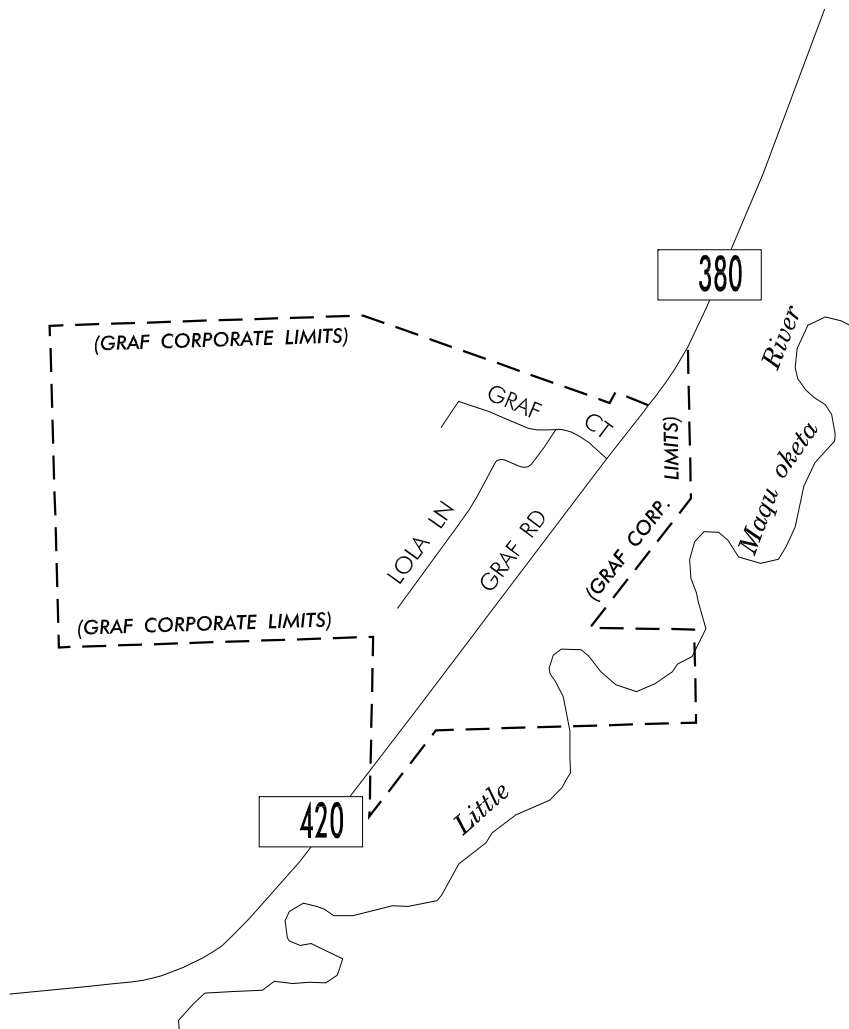 380
River
(GRAF CORPORATE LIMITS)
GRAF CT
LIMITS)
Maqu oketa
(GRAF CORP.
LOLA LN
GRAF RD
(GRAF CORPORATE LIMITS)
Little
420